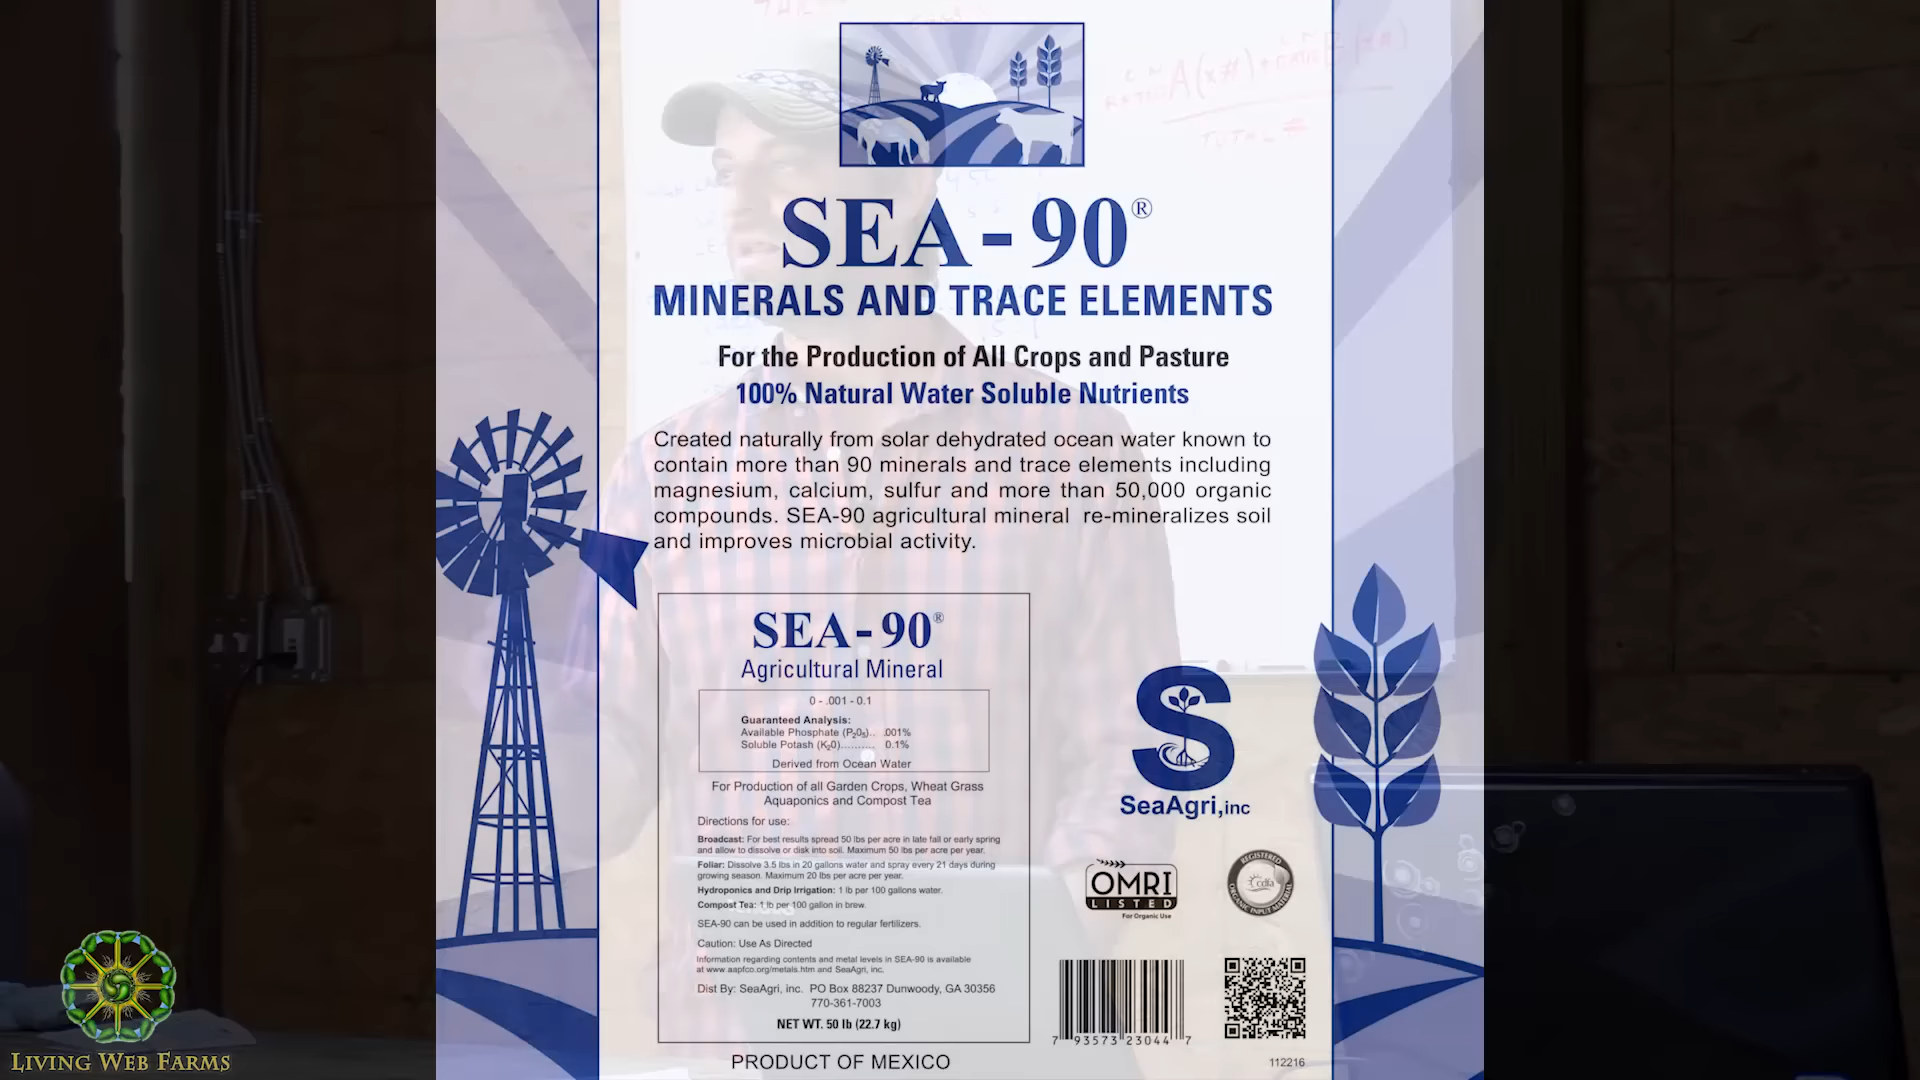 SEA-90®
MINERALS AND TRACE ELEMENTS
For the Production of All Crops and Pasture
100% Natural Water Soluble Nutrients
Created naturally from solar dehydrated ocean water known to
contain more than 90 minerals and trace elements including
magnesium, calcium, sulfur and more than 50,000 organic
compounds. SEA-90 agricultural mineral re-mineralizes soil
and improves microbial activity.
SEA-90®
Agricultural Mineral
0 - .001 - 0.1
Guaranteed Analysis:
Available Phosphate (P₂0₅).. .001%
Soluble Potash (K₂0).......... 0.1%
Derived from Ocean Water
For Production of all Garden Crops, Wheat Grass
Aquaponics and Compost Tea
Directions for use:
Broadcast: For best results spread 50 lbs per acre in late fall or early spring
and allow to dissolve or disk into soil. Maximum 50 lbs per acre per year.
Foliar: Dissolve 3.5 lbs in 20 gallons water and spray every 21 days during
growing season. Maximum 20 lbs per acre per year.
Hydroponics and Drip Irrigation: 1 lb per 100 gallons water.
Compost Tea: 1 lb per 100 gallon in brew.
SEA-90 can be used in addition to regular fertilizers.
Caution: Use As Directed
Information regarding contents and metal levels in SEA-90 is available
at www.aapfco.org/metals.htm and SeaAgri, inc.
Dist By: SeaAgri, inc. PO Box 88237 Dunwoody, GA 30356
770-361-7003
NET WT. 50 lb (22.7 kg)
PRODUCT OF MEXICO
SeaAgri,inc
OMRI
LISTED
For Organic Use
REGISTERED
cdfa
ORGANIC INPUT MATERIAL
7 93573 23044 7
112216
A(x#)
TOTAL #
LIVING WEB FARMS